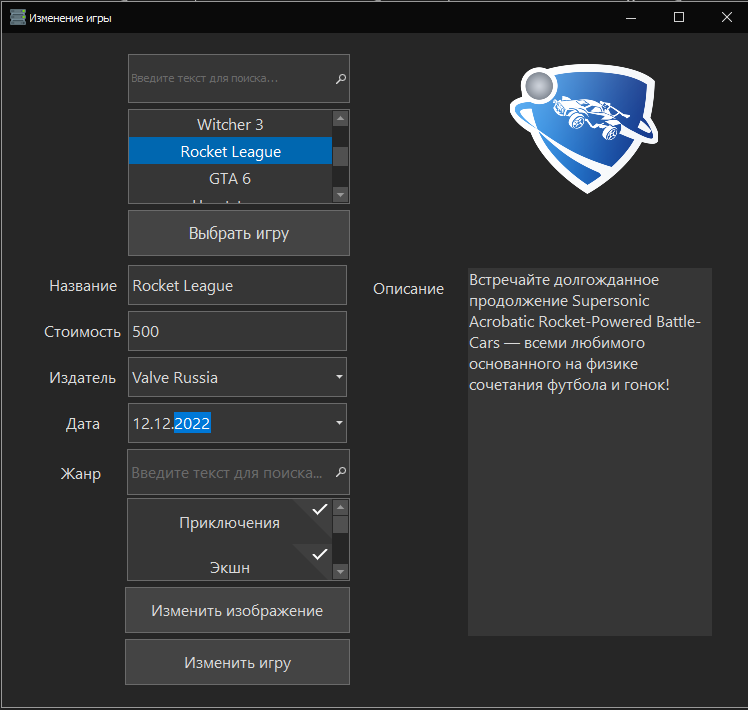 Изменение игры
Введите текст для поиска...
Witcher 3
Rocket League
GTA 6
Выбрать игру
Название
Rocket League
Стоимость
500
Издатель
Valve Russia
Дата
12.12.2022
Жанр
Введите текст для поиска...
Приключения
Экшн
Изменить изображение
Изменить игру
Описание
Встречайте долгожданное
продолжение Supersonic
Acrobatic Rocket-Powered Battle-
Cars — всеми любимого
основанного на физике
сочетания футбола и гонок!